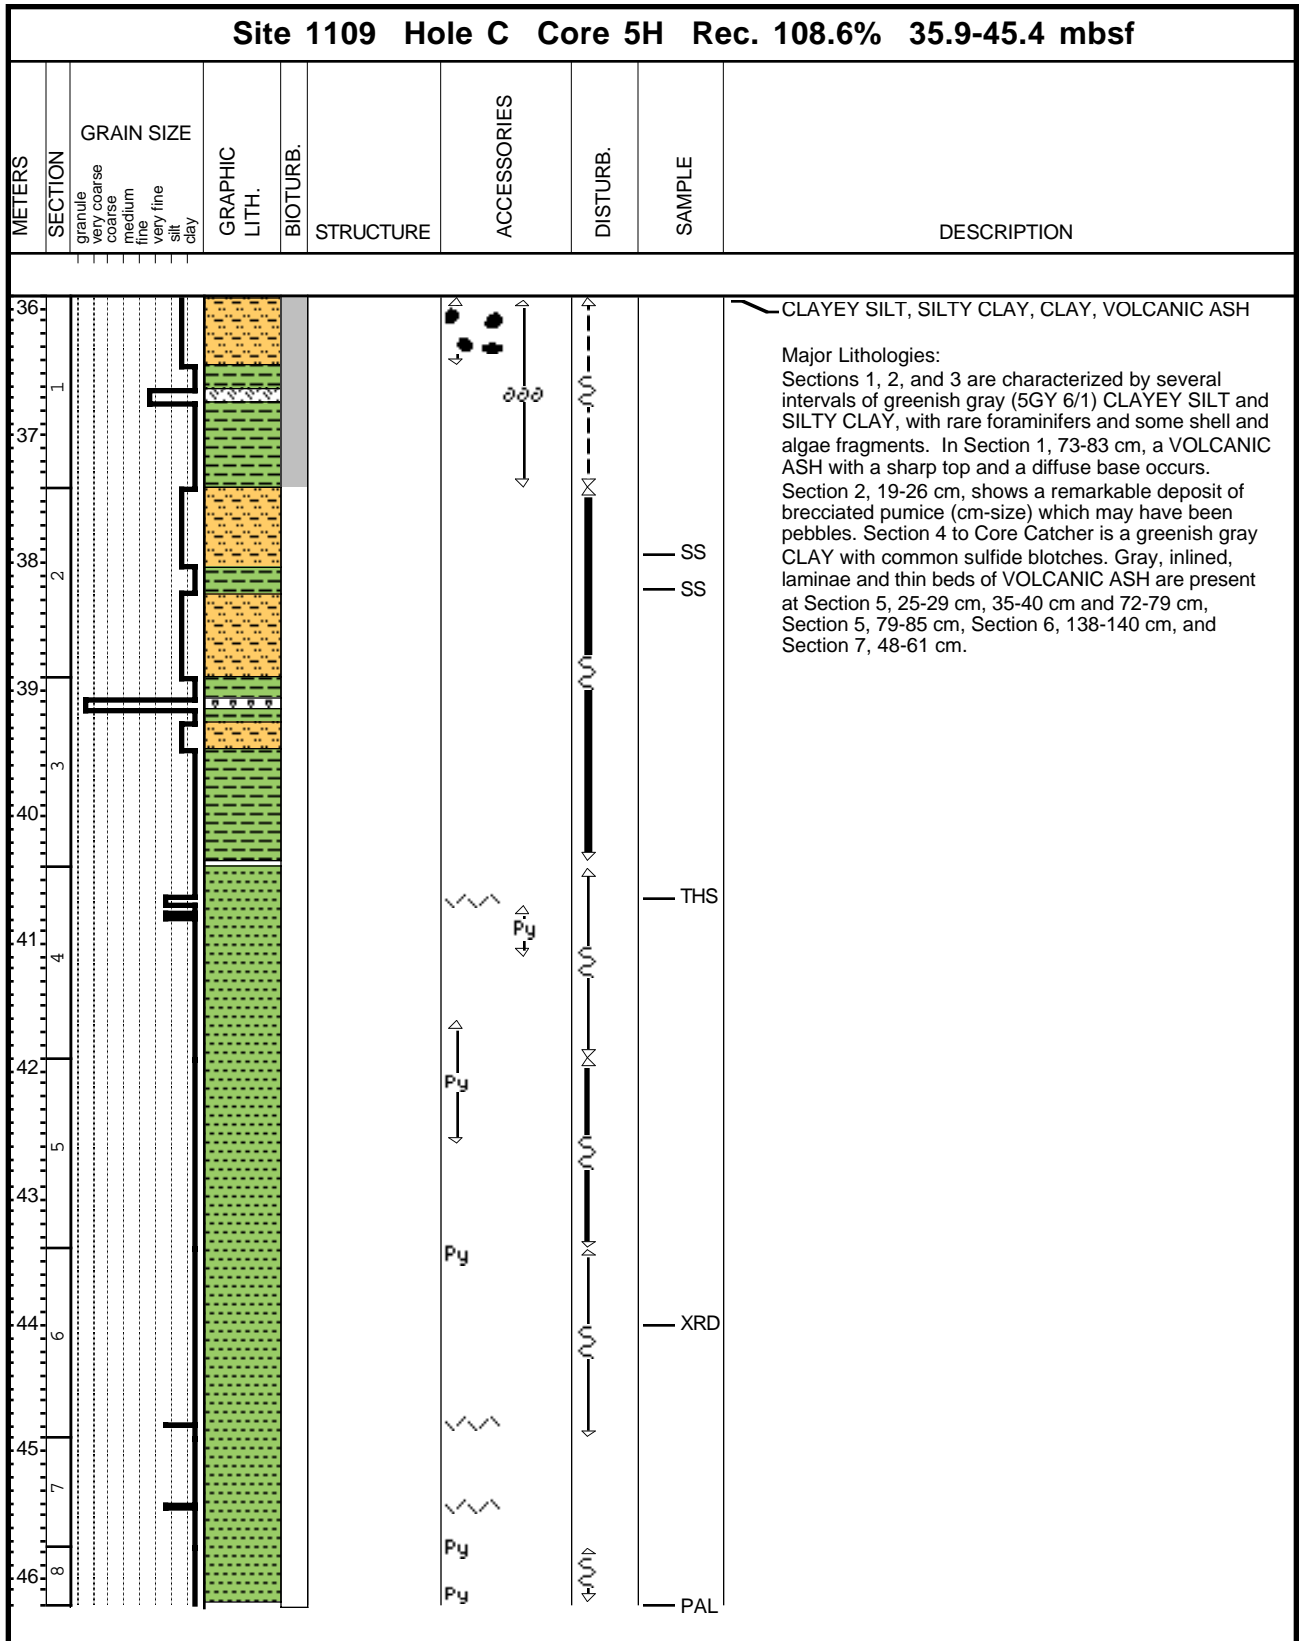 Site 1109 Hole C Core 5H Rec. 108.6% 35.9-45.4 mbsf
METERS
SECTION
GRAIN SIZE
granule
very coarse
coarse
medium
fine
very fine
silt
clay
GRAPHIC
LITH.
BIOTURB.
STRUCTURE
ACCESSORIES
DISTURB.
SAMPLE
DESCRIPTION
36
1
37
38
2
39
3
40
41
4
42
5
43
44
6
45
7
46
8
Py
Py
Py
Py
Py
SS
SS
THS
XRD
PAL
CLAYEY SILT, SILTY CLAY, CLAY, VOLCANIC ASH
Major Lithologies:
Sections 1, 2, and 3 are characterized by several
intervals of greenish gray (5GY 6/1) CLAYEY SILT and
SILTY CLAY, with rare foraminifers and some shell and
algae fragments. In Section 1, 73-83 cm, a VOLCANIC
ASH with a sharp top and a diffuse base occurs.
Section 2, 19-26 cm, shows a remarkable deposit of
brecciated pumice (cm-size) which may have been
pebbles. Section 4 to Core Catcher is a greenish gray
CLAY with common sulfide blotches. Gray, inlined,
laminae and thin beds of VOLCANIC ASH are present
at Section 5, 25-29 cm, 35-40 cm and 72-79 cm,
Section 5, 79-85 cm, Section 6, 138-140 cm, and
Section 7, 48-61 cm.